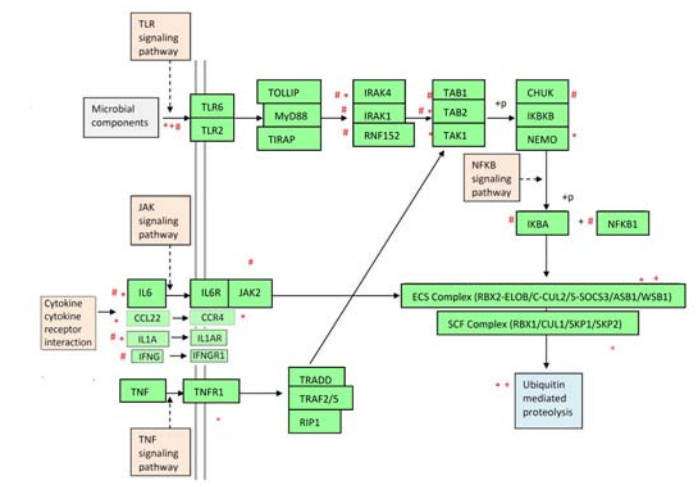 TLR
signaling
pathway
Microbial
components
*+#
TLR6
TLR2
TOLLIP
MyD88
TIRAP
# *
#
#
IRAK4
IRAK1
RNF152
#
# *
*
TAB1
TAB2
TAK1
+p
CHUK
IKBKB
NEMO
#
*
NFKB
signaling
pathway
+p
#
IKBA
+ #
NFKB1
JAK
signaling
pathway
#
Cytokine
cytokine
receptor
interaction
# *
IL6
IL6R
JAK2
*
CCL22
CCR4
*
# *
IL1A
IL1AR
#
IFNG
IFNGR1
* *
ECS Complex (RBX2-ELOB/C-CUL2/5-SOCS3/ASB1/WSB1)
SCF Complex (RBX1/CUL1/SKP1/SKP2)
+
TNF
TNFR1
*
TRADD
TRAF2/5
RIP1
* +
Ubiquitin
mediated
proteolysis
TNF
signaling
pathway